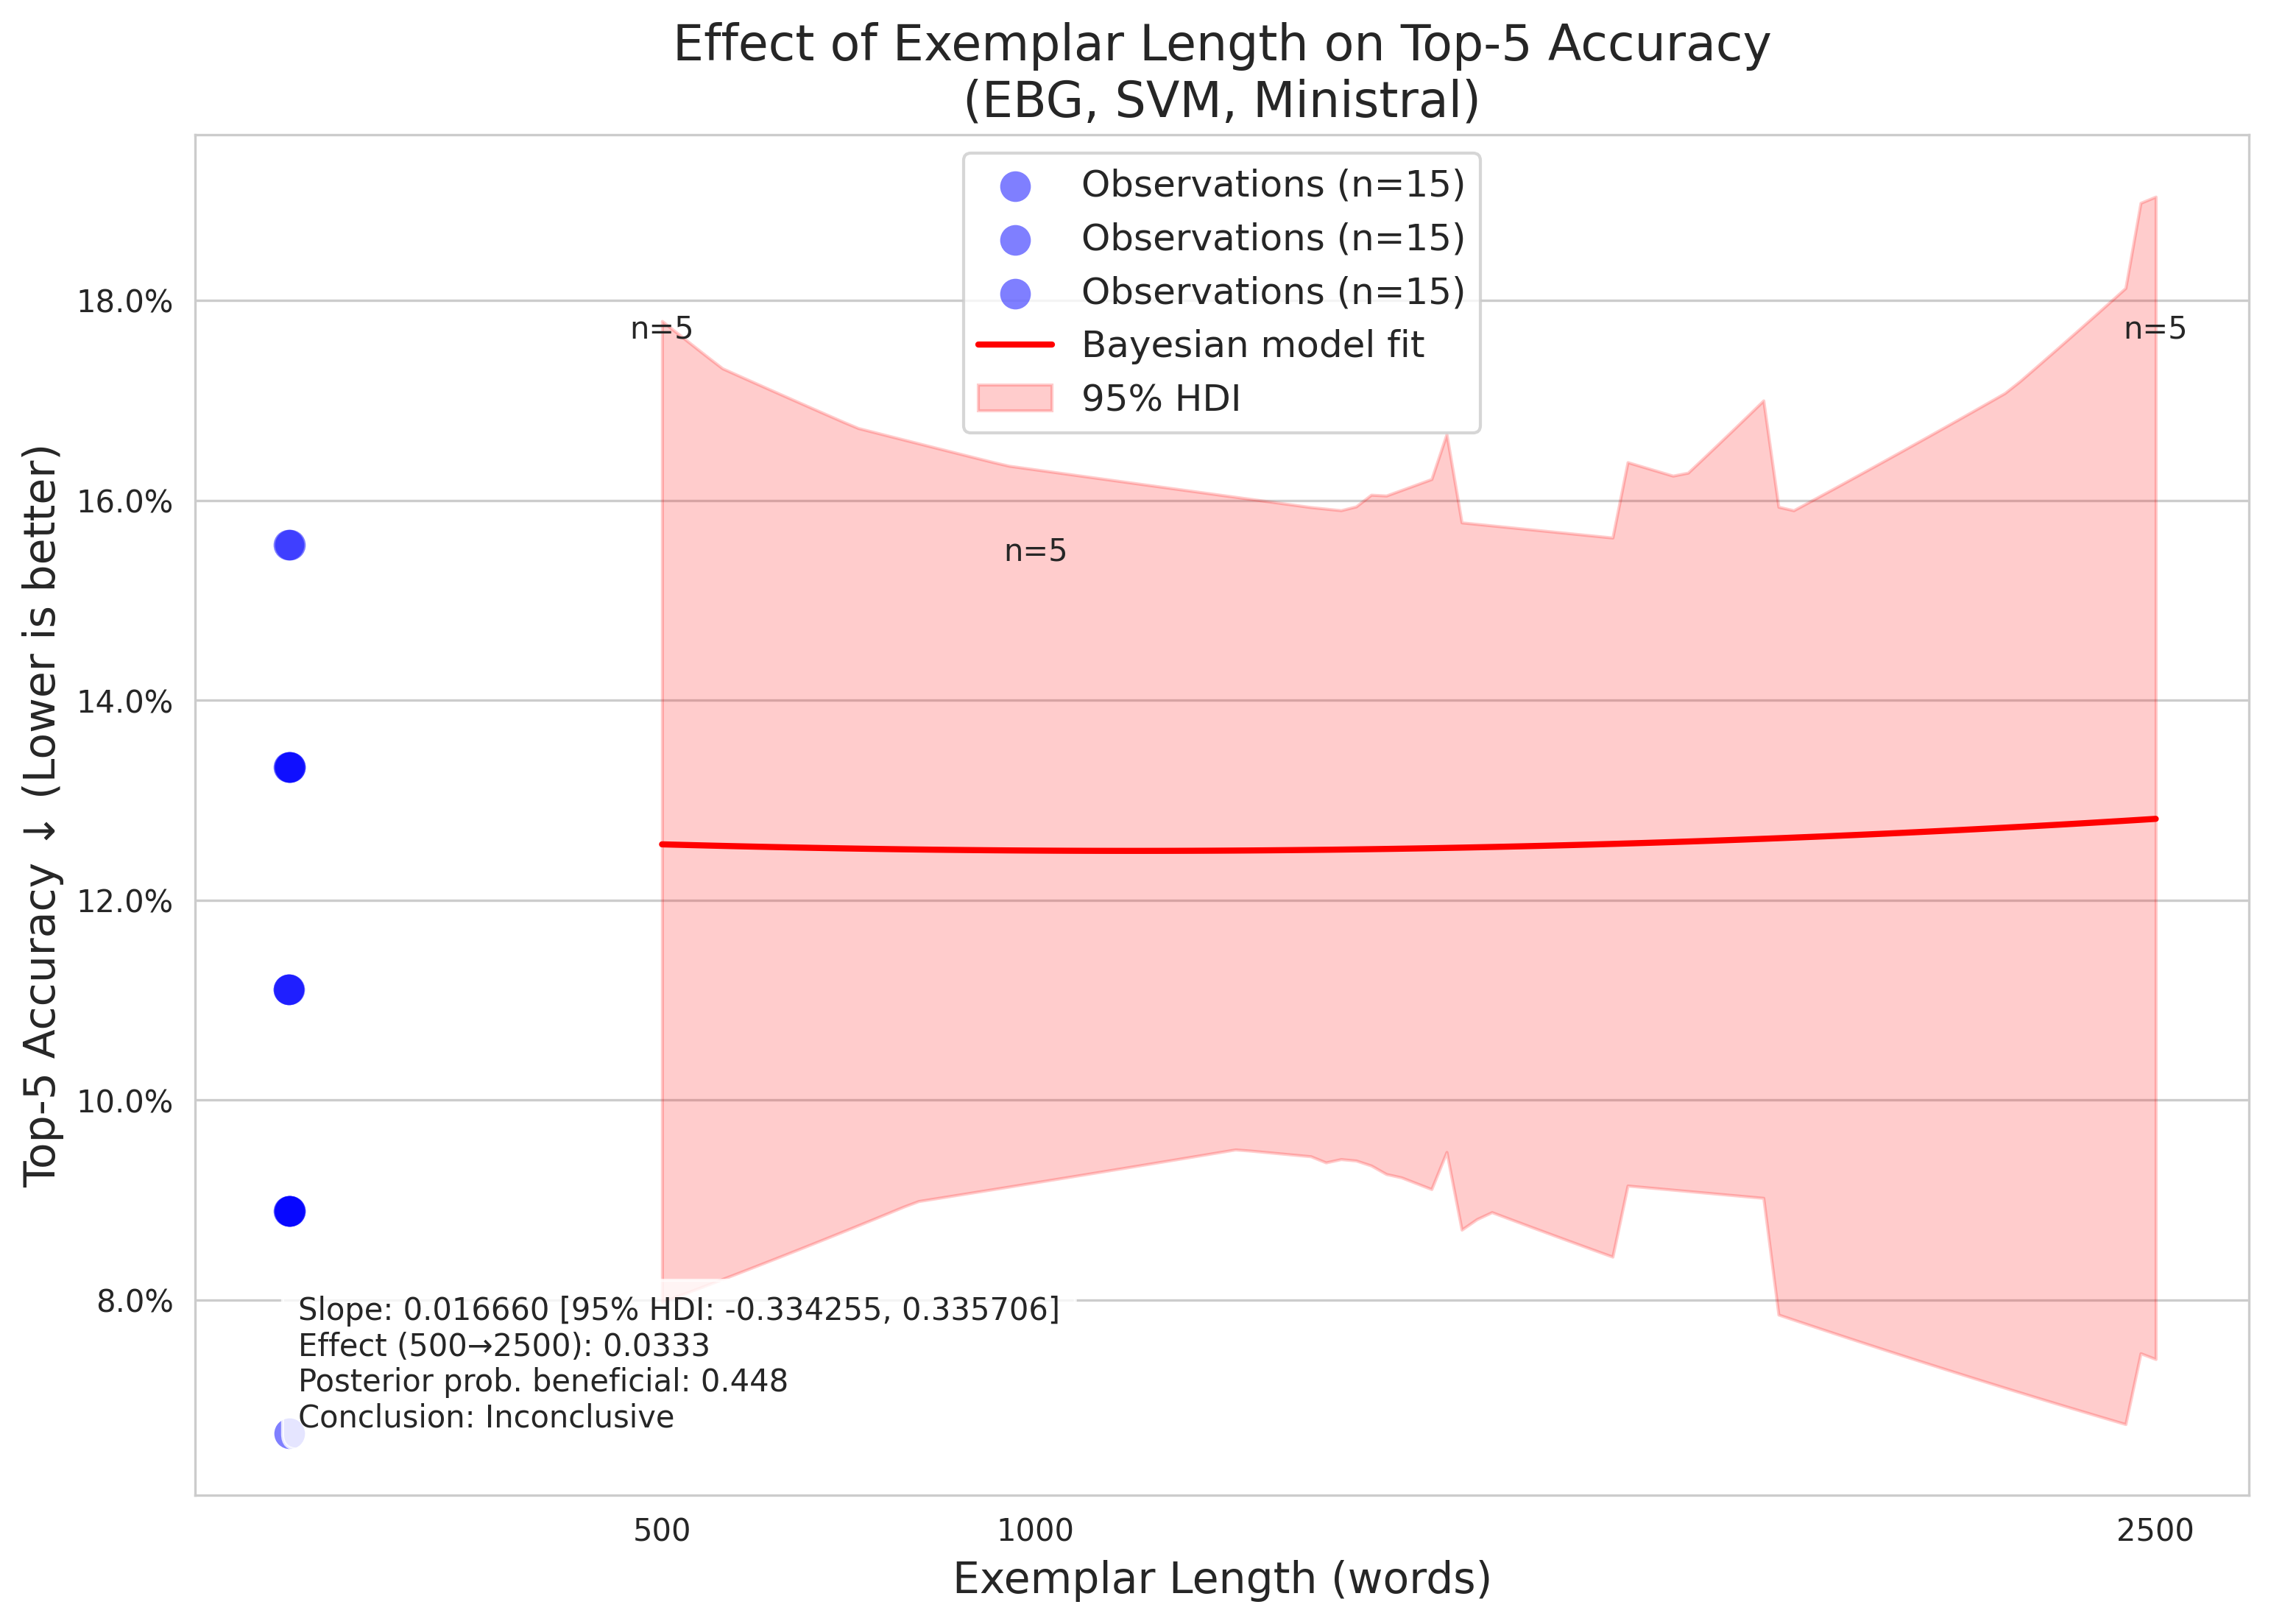 Effect of Exemplar Length on Top-5 Accuracy
(EBG, SVM, Ministral)
Observations (n=15)
Observations (n=15)
Observations (n=15)
Bayesian model fit
95% HDI
Top-5 Accuracy ↓ (Lower is better)
18.0%
16.0%
14.0%
12.0%
10.0%
8.0%
n=5
n=5
n=5
Slope: 0.016660 [95% HDI: -0.334255, 0.335706]
Effect (500→2500): 0.0333
Posterior prob. beneficial: 0.448
Conclusion: Inconclusive
500
1000
2500
Exemplar Length (words)